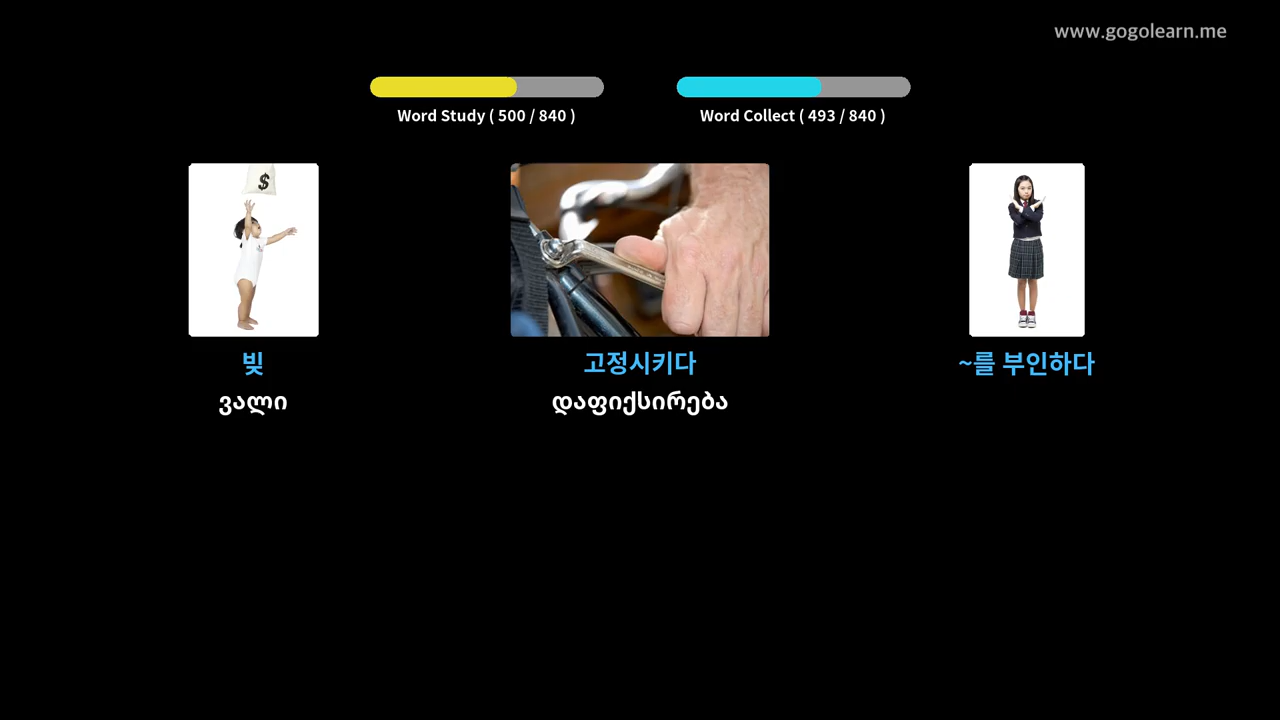 www.gogolearn.me
Word Study ( 500 / 840 )
Word Collect ( 493 / 840 )
$
빚
고정시키다
~를 부인하다
ვალი
დაფიქსირება